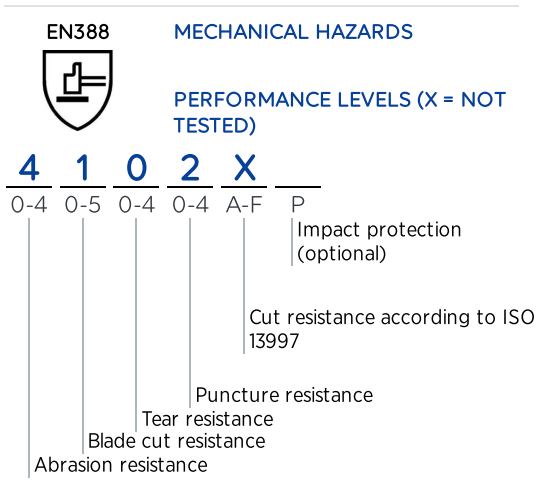 EN388
MECHANICAL HAZARDS
PERFORMANCE LEVELS (X = NOT
TESTED)
4 1 0 2 X
0-4 0-5 0-4 0-4 A-F P
Impact protection
(optional)
Cut resistance according to ISO
13997
Puncture resistance
Tear resistance
Blade cut resistance
Abrasion resistance